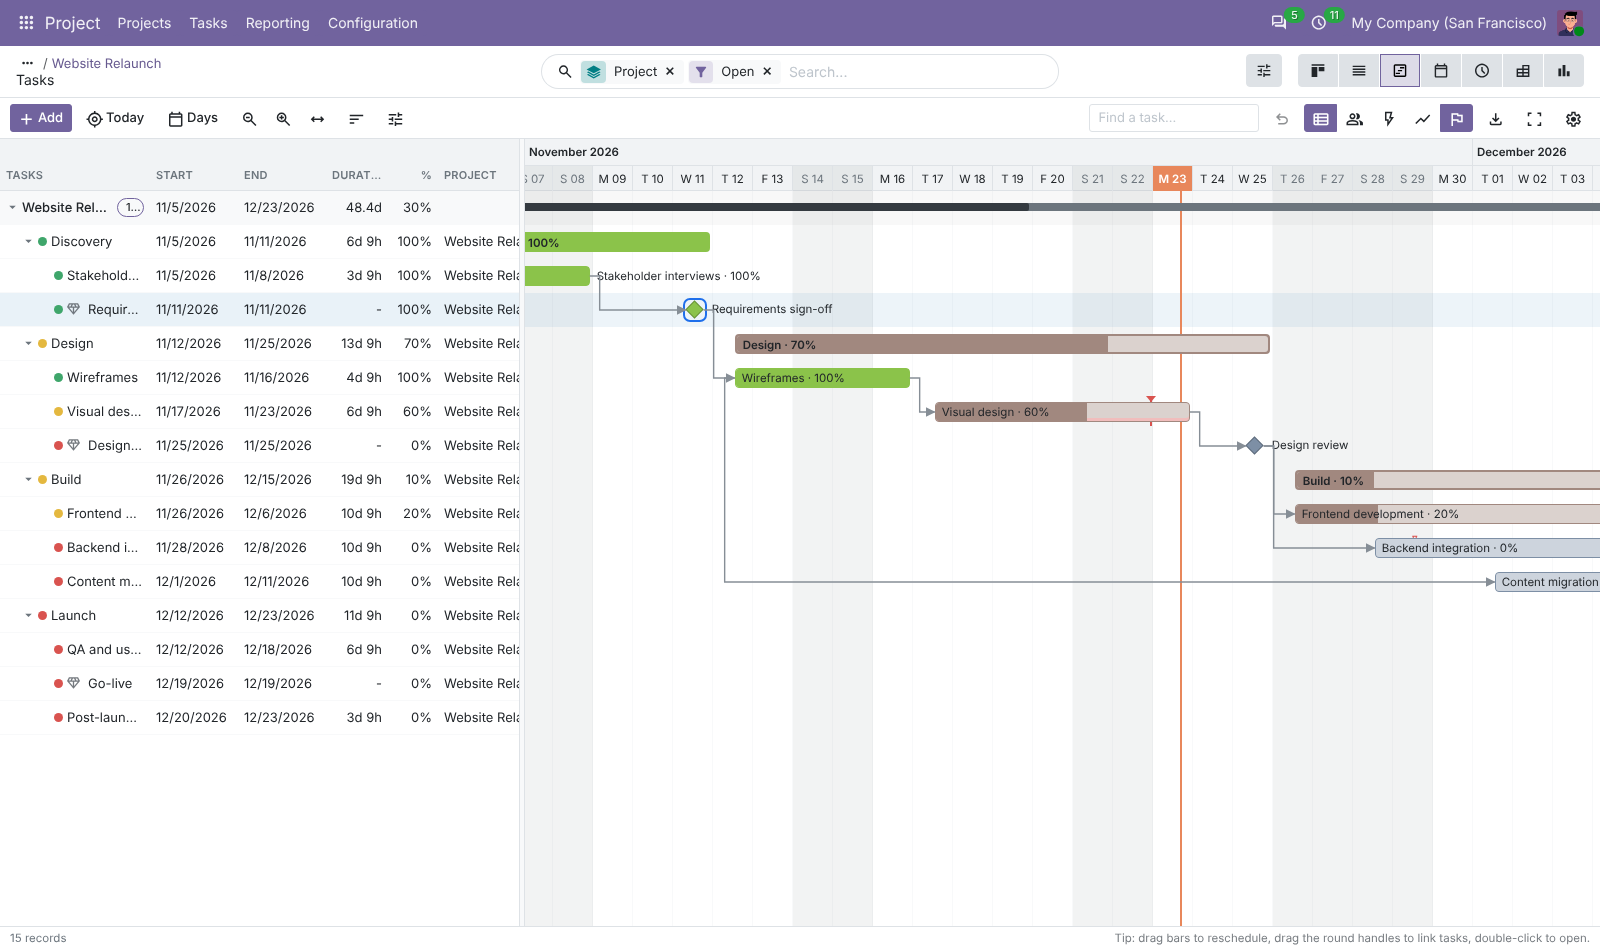 Project Projects Tasks Reporting Configuration 5 11 My Company (San Francisco)
... / Website Relaunch
Tasks
Project × Open × Search...
+ Add Today Days Find a task...
November 2026 December 2026
TASKS START END DURAT... % PROJECT
S 07 S 08 M 09 T 10 W 11 T 12 F 13 S 14 S 15 M 16 T 17 W 18 T 19 F 20 S 21 S 22 M 23 T 24 W 25 T 26 F 27 S 28 S 29 M 30 T 01 W 02 T 03
Website Rel... 1... 11/5/2026 12/23/2026 48.4d 30%
Discovery 11/5/2026 11/11/2026 6d 9h 100% Website Rela 100%
Stakehold... 11/5/2026 11/8/2026 3d 9h 100% Website Rela Stakeholder interviews · 100%
Requir... 11/11/2026 11/11/2026 - 100% Website Rela Requirements sign-off
Design 11/12/2026 11/25/2026 13d 9h 70% Website Rela Design · 70%
Wireframes 11/12/2026 11/16/2026 4d 9h 100% Website Rela Wireframes · 100%
Visual des... 11/17/2026 11/23/2026 6d 9h 60% Website Rela Visual design · 60%
Design... 11/25/2026 11/25/2026 - 0% Website Rela Design review
Build 11/26/2026 12/15/2026 19d 9h 10% Website Rela Build · 10%
Frontend ... 11/26/2026 12/6/2026 10d 9h 20% Website Rela Frontend development · 20%
Backend i... 11/28/2026 12/8/2026 10d 9h 0% Website Rela Backend integration · 0%
Content m... 12/1/2026 12/11/2026 10d 9h 0% Website Rela Content migration
Launch 12/12/2026 12/23/2026 11d 9h 0% Website Rela
QA and us... 12/12/2026 12/18/2026 6d 9h 0% Website Rela
Go-live 12/19/2026 12/19/2026 - 0% Website Rela
Post-laun... 12/20/2026 12/23/2026 3d 9h 0% Website Rela
15 records Tip: drag bars to reschedule, drag the round handles to link tasks, double-click to open.